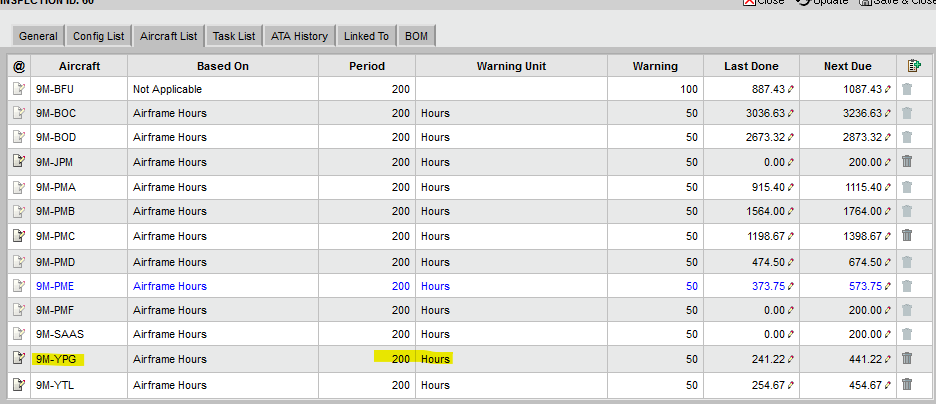 INSPECTION ID: 60 Close Update Save & Close
General Config List Aircraft List Task List ATA History Linked To BOM
@ Aircraft Based On Period Warning Unit Warning Last Done Next Due
9M-BFU Not Applicable 200 100 887.43 1087.43
9M-BOC Airframe Hours 200 Hours 50 3036.63 3236.63
9M-BOD Airframe Hours 200 Hours 50 2673.32 2873.32
9M-JPM Airframe Hours 200 Hours 50 0.00 200.00
9M-PMA Airframe Hours 200 Hours 50 915.40 1115.40
9M-PMB Airframe Hours 200 Hours 50 1564.00 1764.00
9M-PMC Airframe Hours 200 Hours 50 1198.67 1398.67
9M-PMD Airframe Hours 200 Hours 50 474.50 674.50
9M-PME Airframe Hours 200 Hours 50 373.75 573.75
9M-PMF Airframe Hours 200 Hours 50 0.00 200.00
9M-SAAS Airframe Hours 200 Hours 50 0.00 200.00
9M-YPG Airframe Hours 200 Hours 50 241.22 441.22
9M-YTL Airframe Hours 200 Hours 50 254.67 454.67